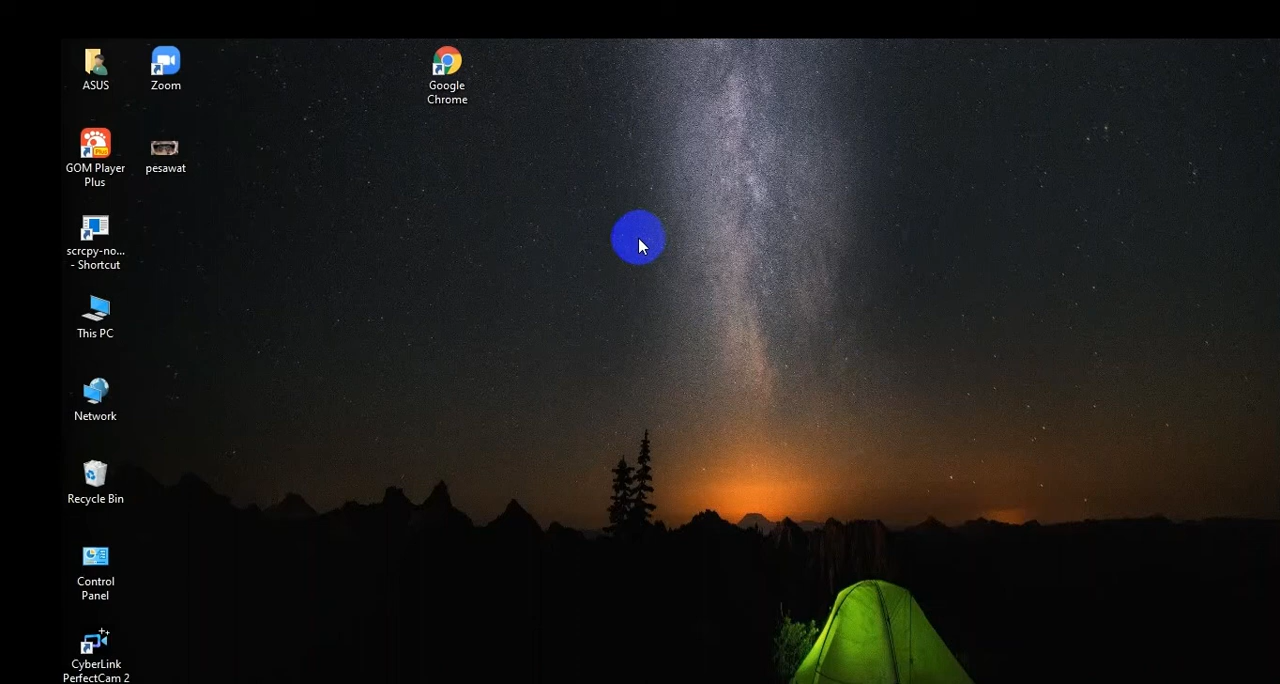 ASUS
Zoom
Google
Chrome
GOM Player
Plus
Plus
pesawat
scrcpy-no...
- Shortcut
This PC
Network
Recycle Bin
Control
Panel
CyberLink
PerfectCam 2